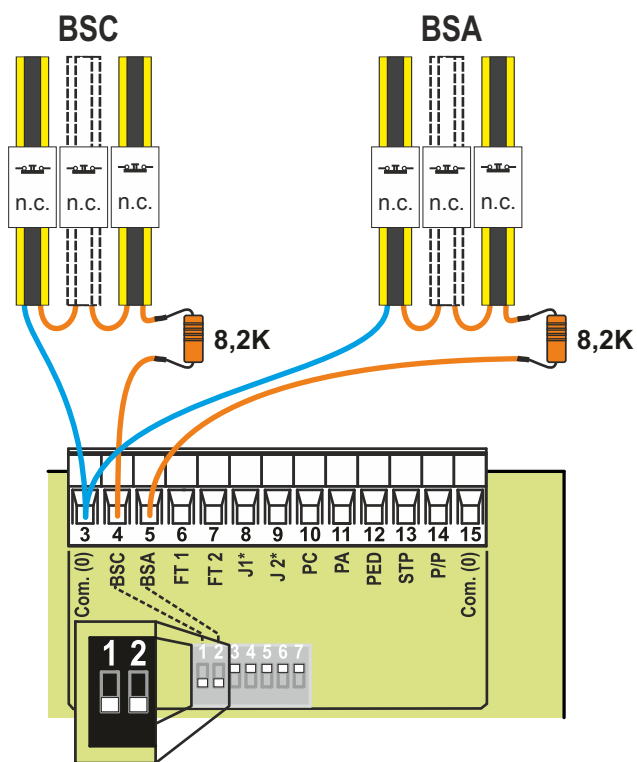 BSC BSA
n.c. n.c. n.c. n.c. n.c. n.c.
8,2K 8,2K
3 4 5 6 7 8 9 10 11 12 13 14 15
Com. (0) BSC BSA FT 1 FT 2 J1* J 2* PC PA PED STP P/P Com. (0)
1 2 3 4 5 6 7
1 2